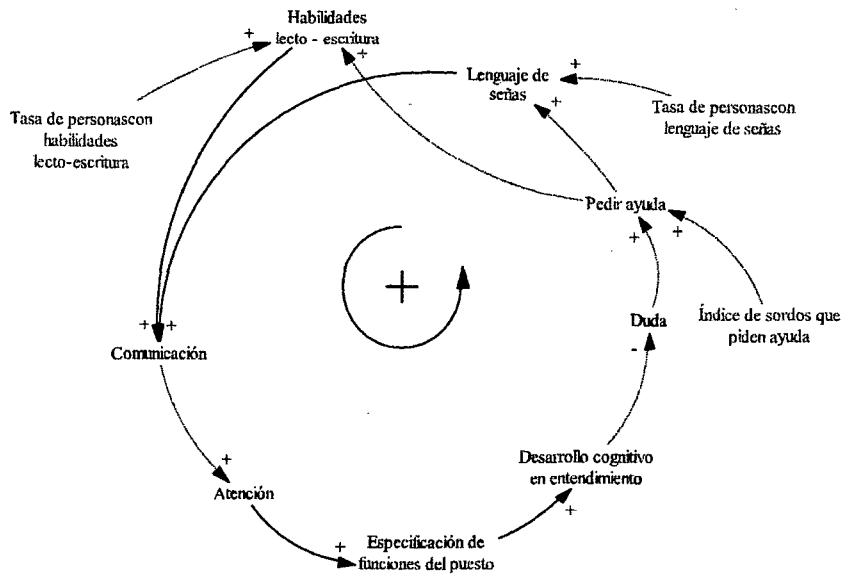 Habilidades
lecto - escritura
+
+
Lenguaje de
señas
+
+
Tasa de personascon
habilidades
lecto-escritura
Tasa de personascon
lenguaje de señas
Pedir ayuda
+
+
+
Duda
-
Índice de sordos que
piden ayuda
+ +
Comunicación
Desarrollo cognitivo
en entendimiento
+
+
Atención
+
Especificación de
funciones del puesto